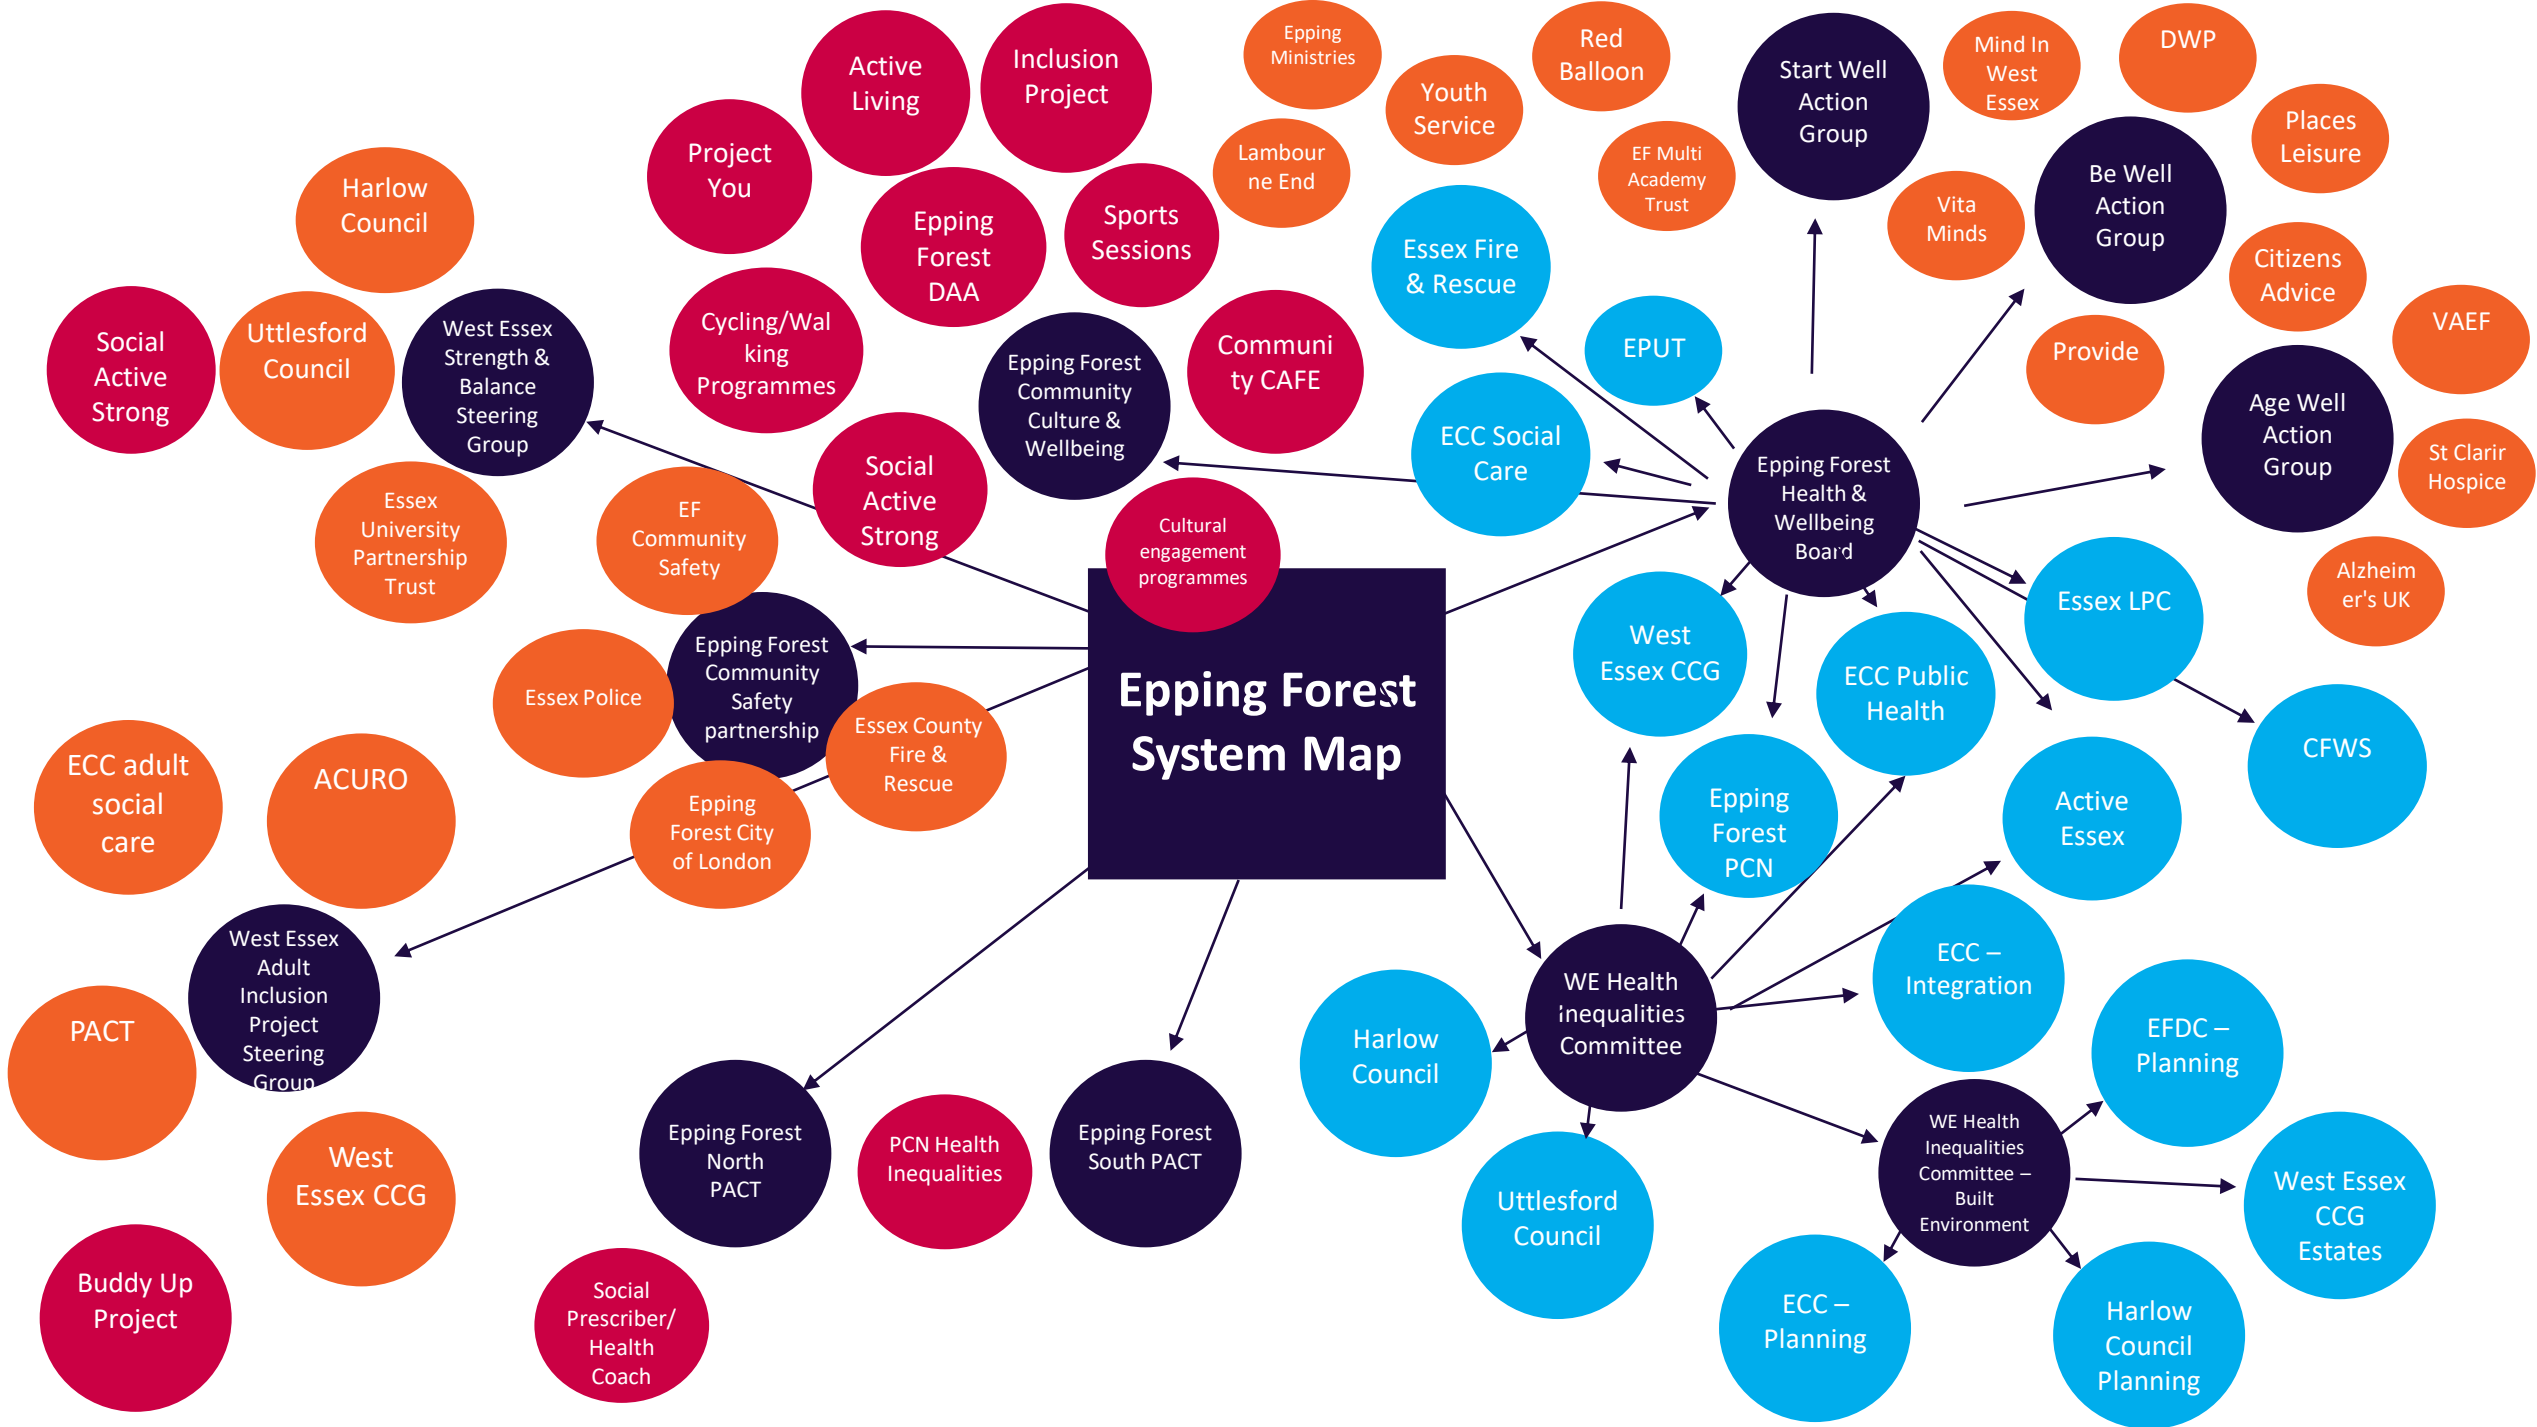 Active
Living
Inclusion
Project
Epping
Ministries
Red
Balloon
Youth
Service
Start Well
Action
Group
Mind In
West
Essex
DWP
Places
Leisure
Project
You
Lambour
ne End
EF Multi
Academy
Trust
Be Well
Action
Group
Harlow
Council
Epping
Forest
DAA
Sports
Sessions
Essex Fire
& Rescue
Vita
Minds
Citizens
Advice
Social
Active
Strong
Uttlesford
Council
West Essex
Strength &
Balance
Steering
Group
Cycling/Wal
king
Programmes
Epping Forest
Community
Culture &
Wellbeing
Communi
ty CAFE
EPUT
Provide
VAEF
Age Well
Action
Group
ECC Social
Care
Epping Forest
Health &
Wellbeing
Board
St Clarir
Hospice
Social
Active
Strong
Essex
University
Partnership
Trust
EF
Community
Safety
Cultural
engagement
programmes
Alzheim
er's UK
Essex LPC
West
Essex CCG
ECC Public
Health
Epping Forest
Community
Safety
partnership
Essex Police
Essex County
Fire &
Rescue
Epping Forest
System Map
CFWS
ECC adult
social
care
ACURO
Epping
Forest City
of London
Epping
Forest
PCN
Active
Essex
West Essex
Adult
Inclusion
Project
Steering
Group
PACT
WE Health
Inequalities
Committee
ECC –
Integration
Harlow
Council
EFDC –
Planning
West
Essex CCG
Epping Forest
North
PACT
PCN Health
Inequalities
Epping Forest
South PACT
Uttlesford
Council
WE Health
Inequalities
Committee –
Built
Environment
West Essex
CCG
Estates
Buddy Up
Project
Social
Prescriber/
Health
Coach
ECC –
Planning
Harlow
Council
Planning